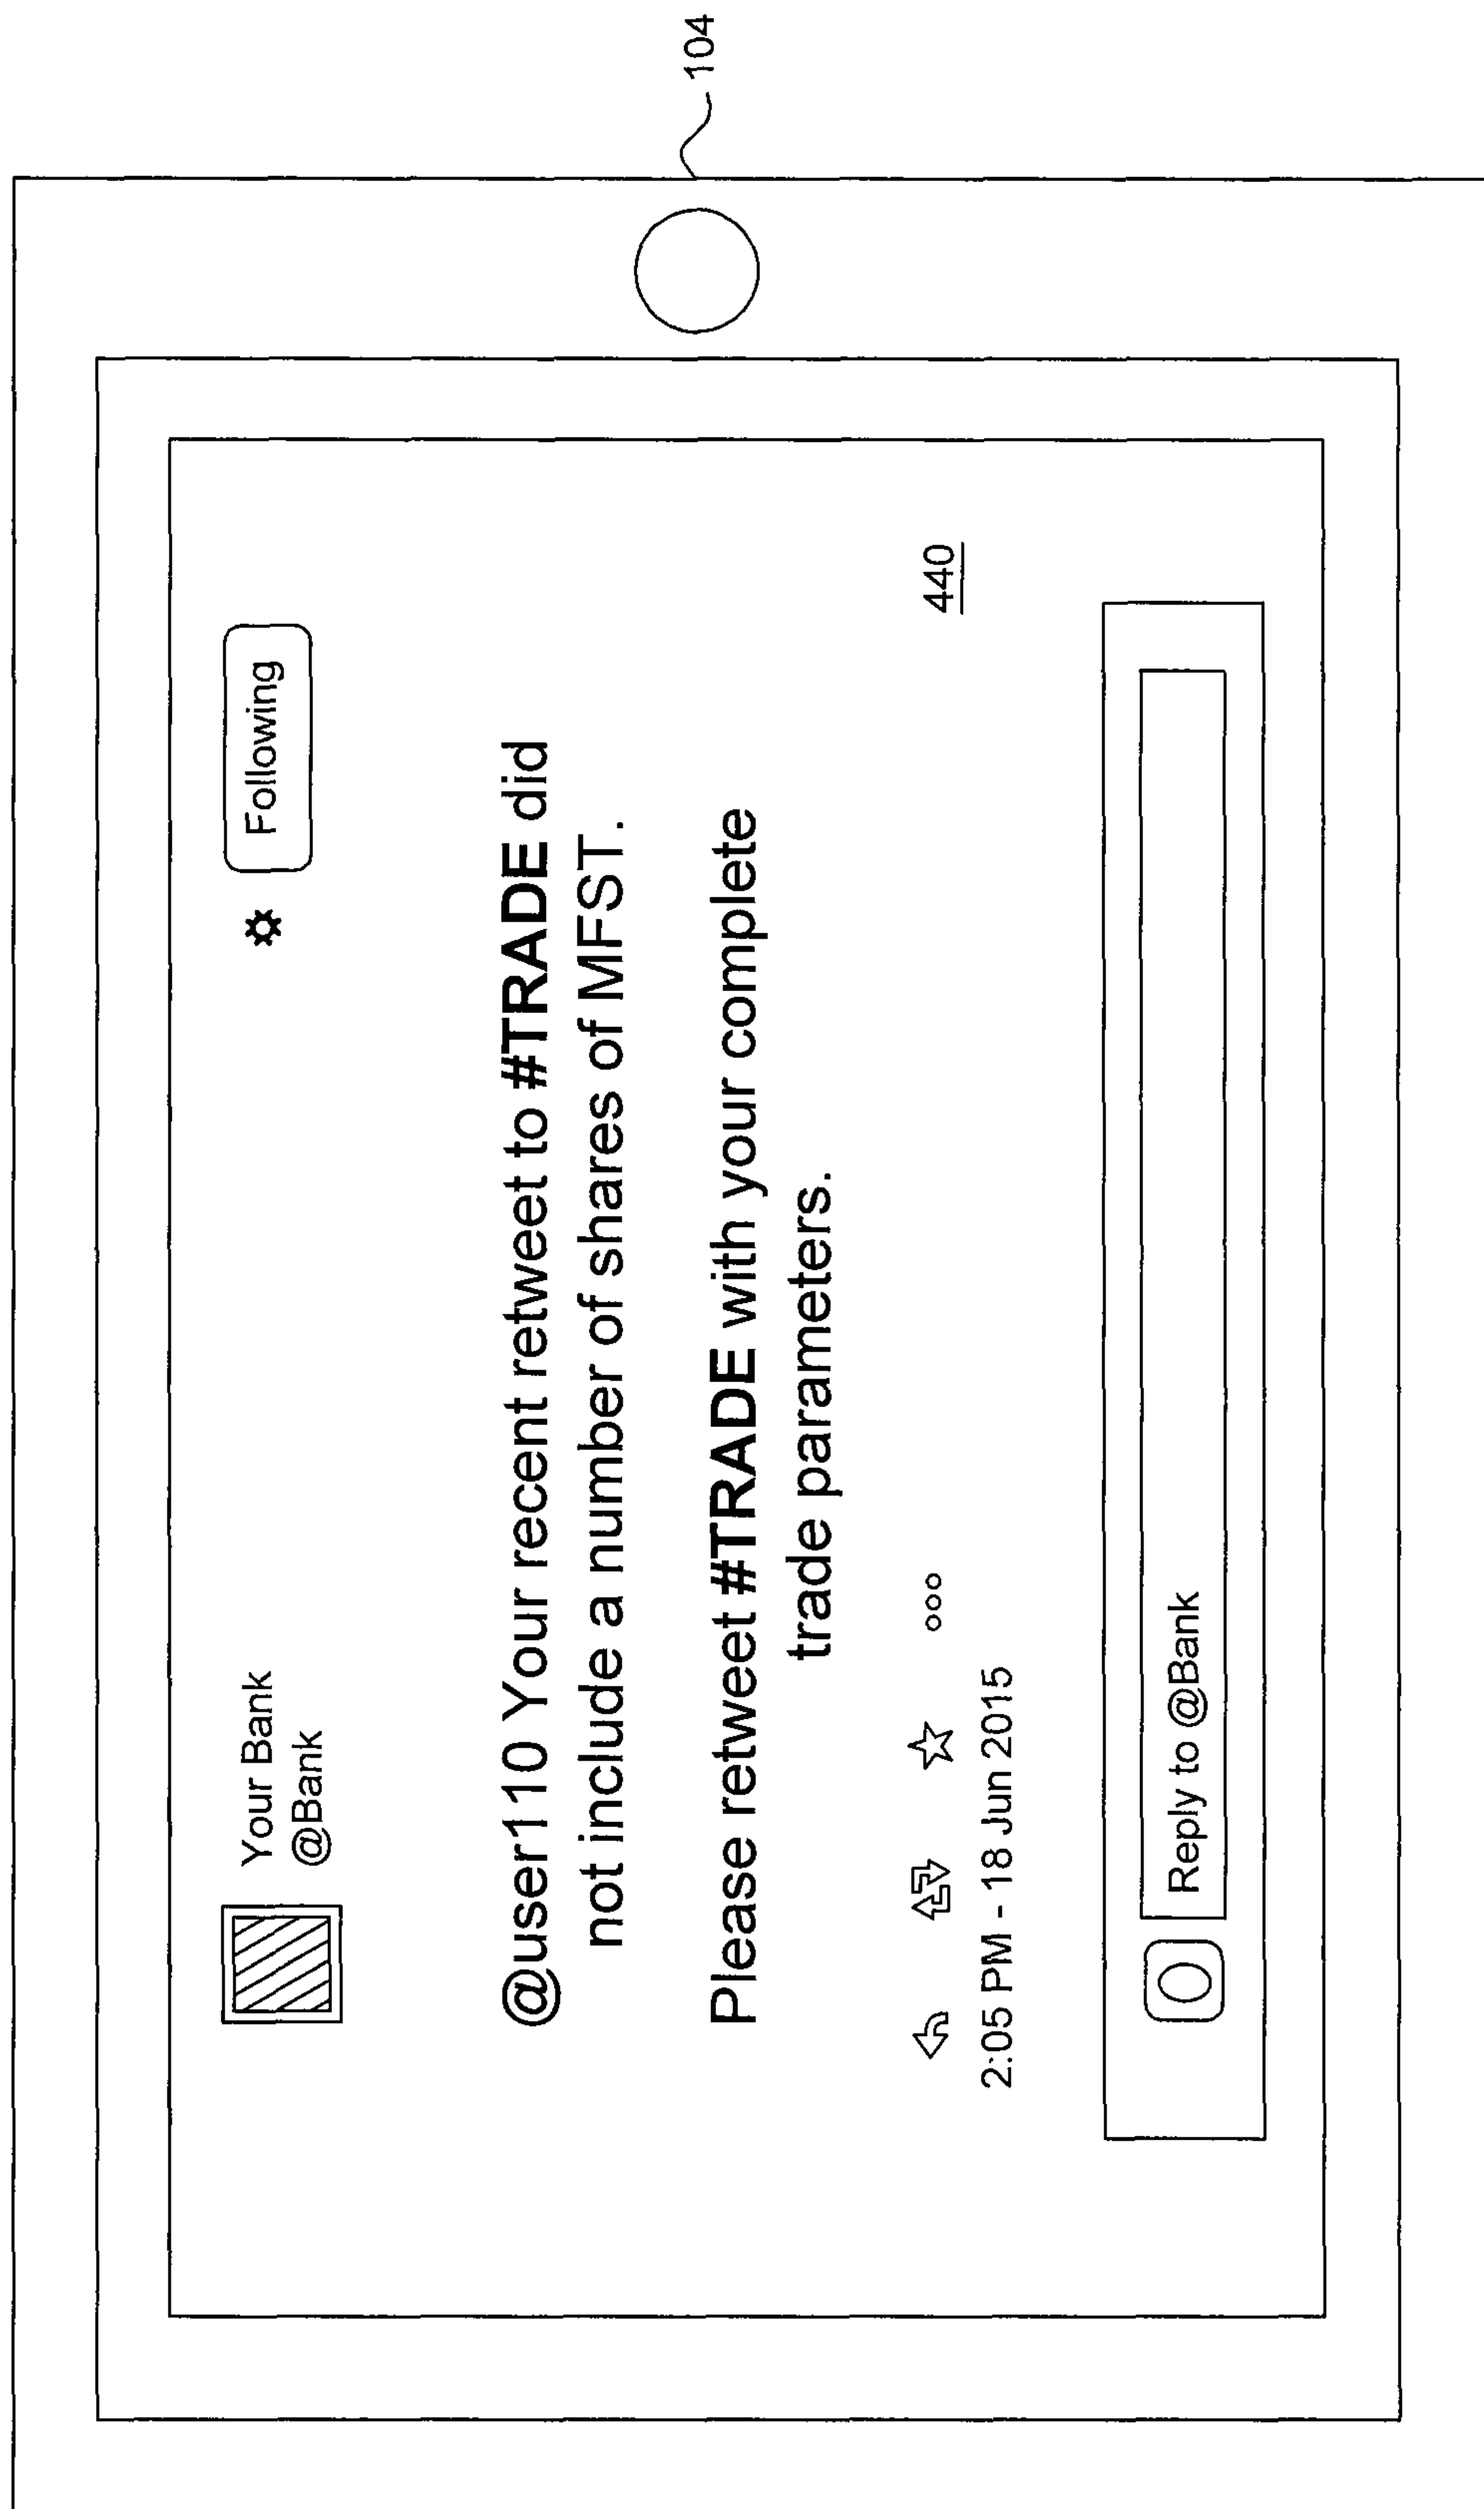 104
Your Bank
@Bank
Following
@user110 Your recent retweet to #TRADE did
not include a number of shares of MFST.
Please retweet #TRADE with your complete
trade parameters.
440
2:05 PM - 18 Jun 2015
Reply to @Bank